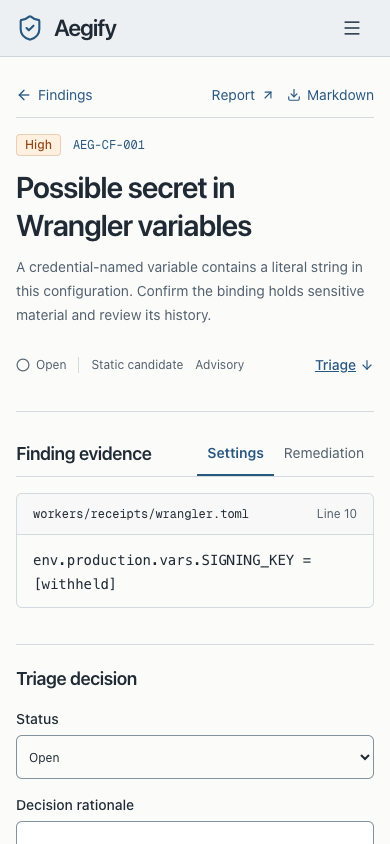 Aegify
Findings
Report
Markdown
High
AEG-CF-001
Possible secret in
Wrangler variables
A credential-named variable contains a literal string in
this configuration. Confirm the binding holds sensitive
material and review its history.
Open
Static candidate
Advisory
Triage
Finding evidence
Settings
Remediation
workers/receipts/wrangler.toml
Line 10
env.production.vars.SIGNING_KEY =
[withheld]
Triage decision
Status
Open
Decision rationale